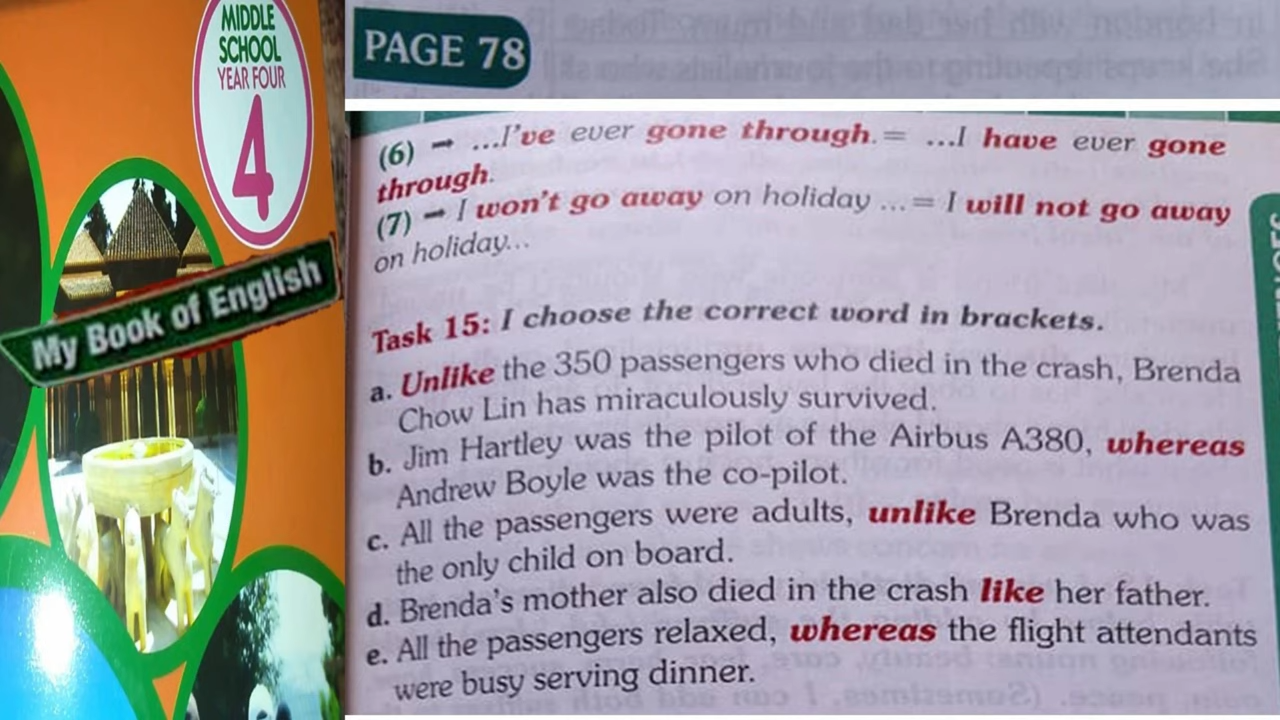 MIDDLE
SCHOOL
YEAR FOUR
4
My Book of English
PAGE 78
(6) ➞ ...I've ever gone through. = ...I have ever gone
through.
(7) ➞ I won't go away on holiday ...= I will not go away
on holiday...
Task 15: I choose the correct word in brackets.
a. Unlike the 350 passengers who died in the crash, Brenda
Chow Lin has miraculously survived.
b. Jim Hartley was the pilot of the Airbus A380, whereas
Andrew Boyle was the co-pilot.
c. All the passengers were adults, unlike Brenda who was
the only child on board.
d. Brenda's mother also died in the crash like her father.
e. All the passengers relaxed, whereas the flight attendants
were busy serving dinner.